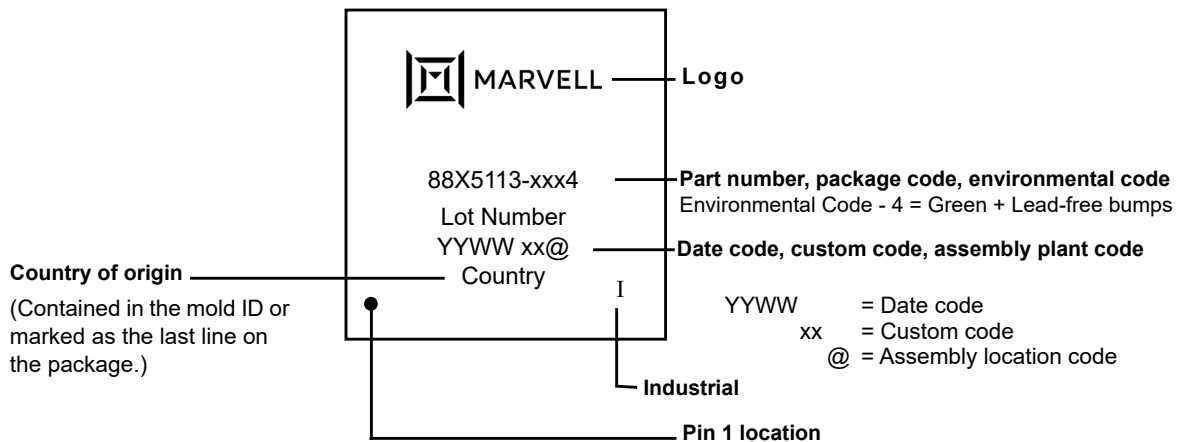 MARVELL
Logo
88X5113-xxx4
Part number, package code, environmental code
Environmental Code - 4 = Green + Lead-free bumps
Lot Number
YYWW xx@
Date code, custom code, assembly plant code
Country of origin
Country
(Contained in the mold ID or
marked as the last line on
the package.)
I
YYWW = Date code
xx = Custom code
@ = Assembly location code
Industrial
Pin 1 location